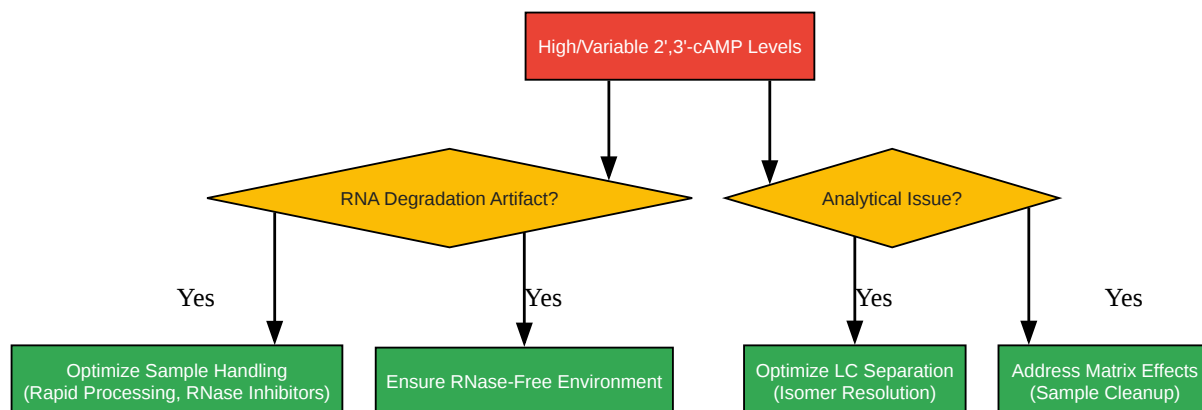 High/Variable 2',3'-cAMP Levels
RNA Degradation Artifact?
Analytical Issue?
Yes
Yes
Yes
Yes
Optimize Sample Handling
(Rapid Processing, RNase Inhibitors)
Ensure RNase-Free Environment
Optimize LC Separation
(Isomer Resolution)
Address Matrix Effects
(Sample Cleanup)